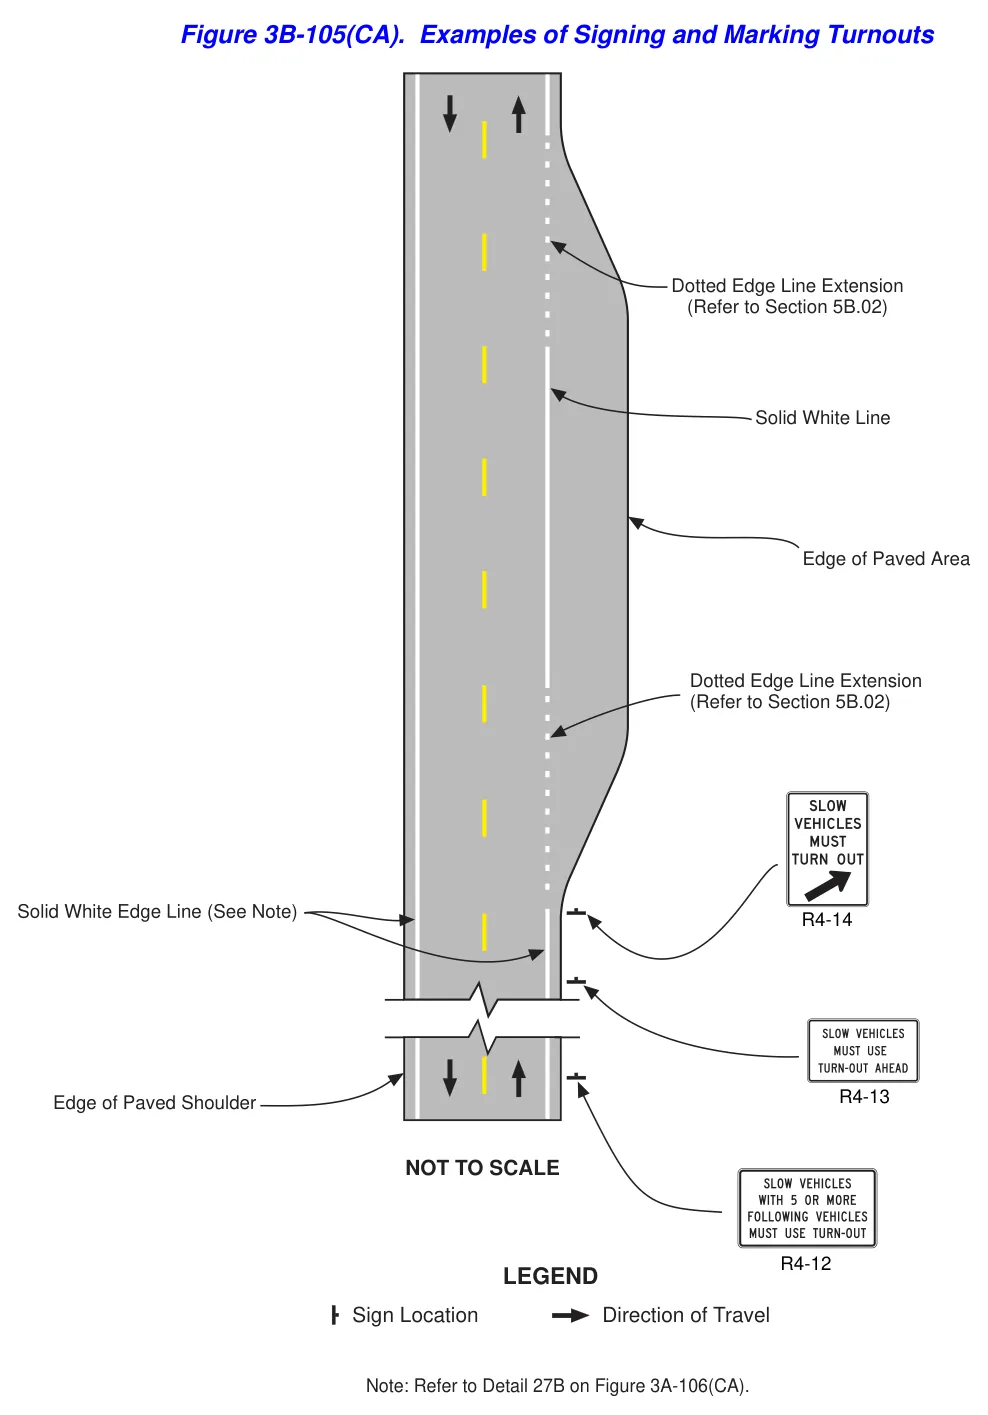 Figure 3B-105(CA).  Examples of Signing and Marking Turnouts
Dotted Edge Line Extension
(Refer to Section 5B.02)
Solid White Line
Edge of Paved Area
Dotted Edge Line Extension
(Refer to Section 5B.02)
SLOW
VEHICLES
MUST
TURN OUT
R4-14
Solid White Edge Line (See Note)
SLOW VEHICLES
MUST USE
TURN-OUT AHEAD
R4-13
Edge of Paved Shoulder
NOT TO SCALE
SLOW VEHICLES
WITH 5 OR MORE
FOLLOWING VEHICLES
MUST USE TURN-OUT
R4-12
LEGEND
Sign Location
Direction of Travel
Note: Refer to Detail 27B on Figure 3A-106(CA).